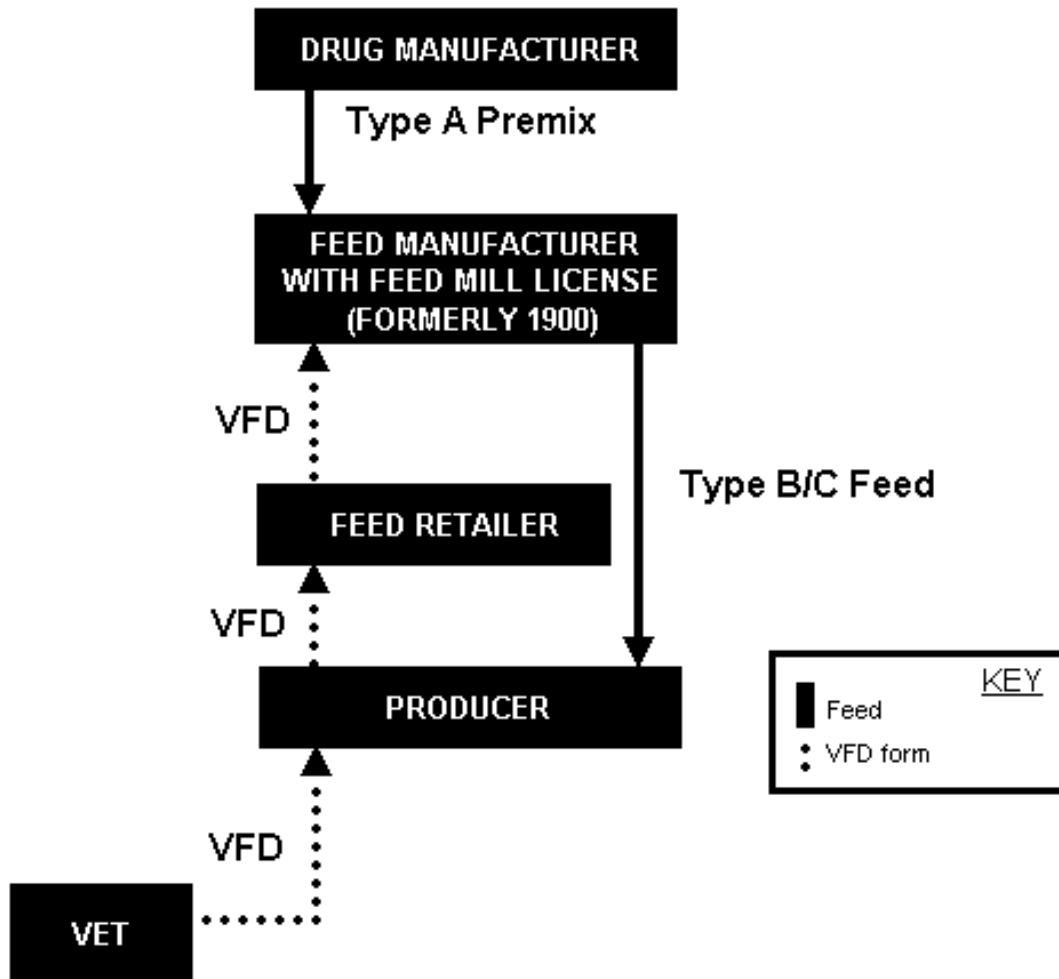 DRUG MANUFACTURER
Type A Premix
FEED MANUFACTURER
WITH FEED MILL LICENSE
(FORMERLY 1900)
VFD
Type B/C Feed
FEED RETAILER
VFD
PRODUCER
KEY
Feed
VFD form
VFD
VET